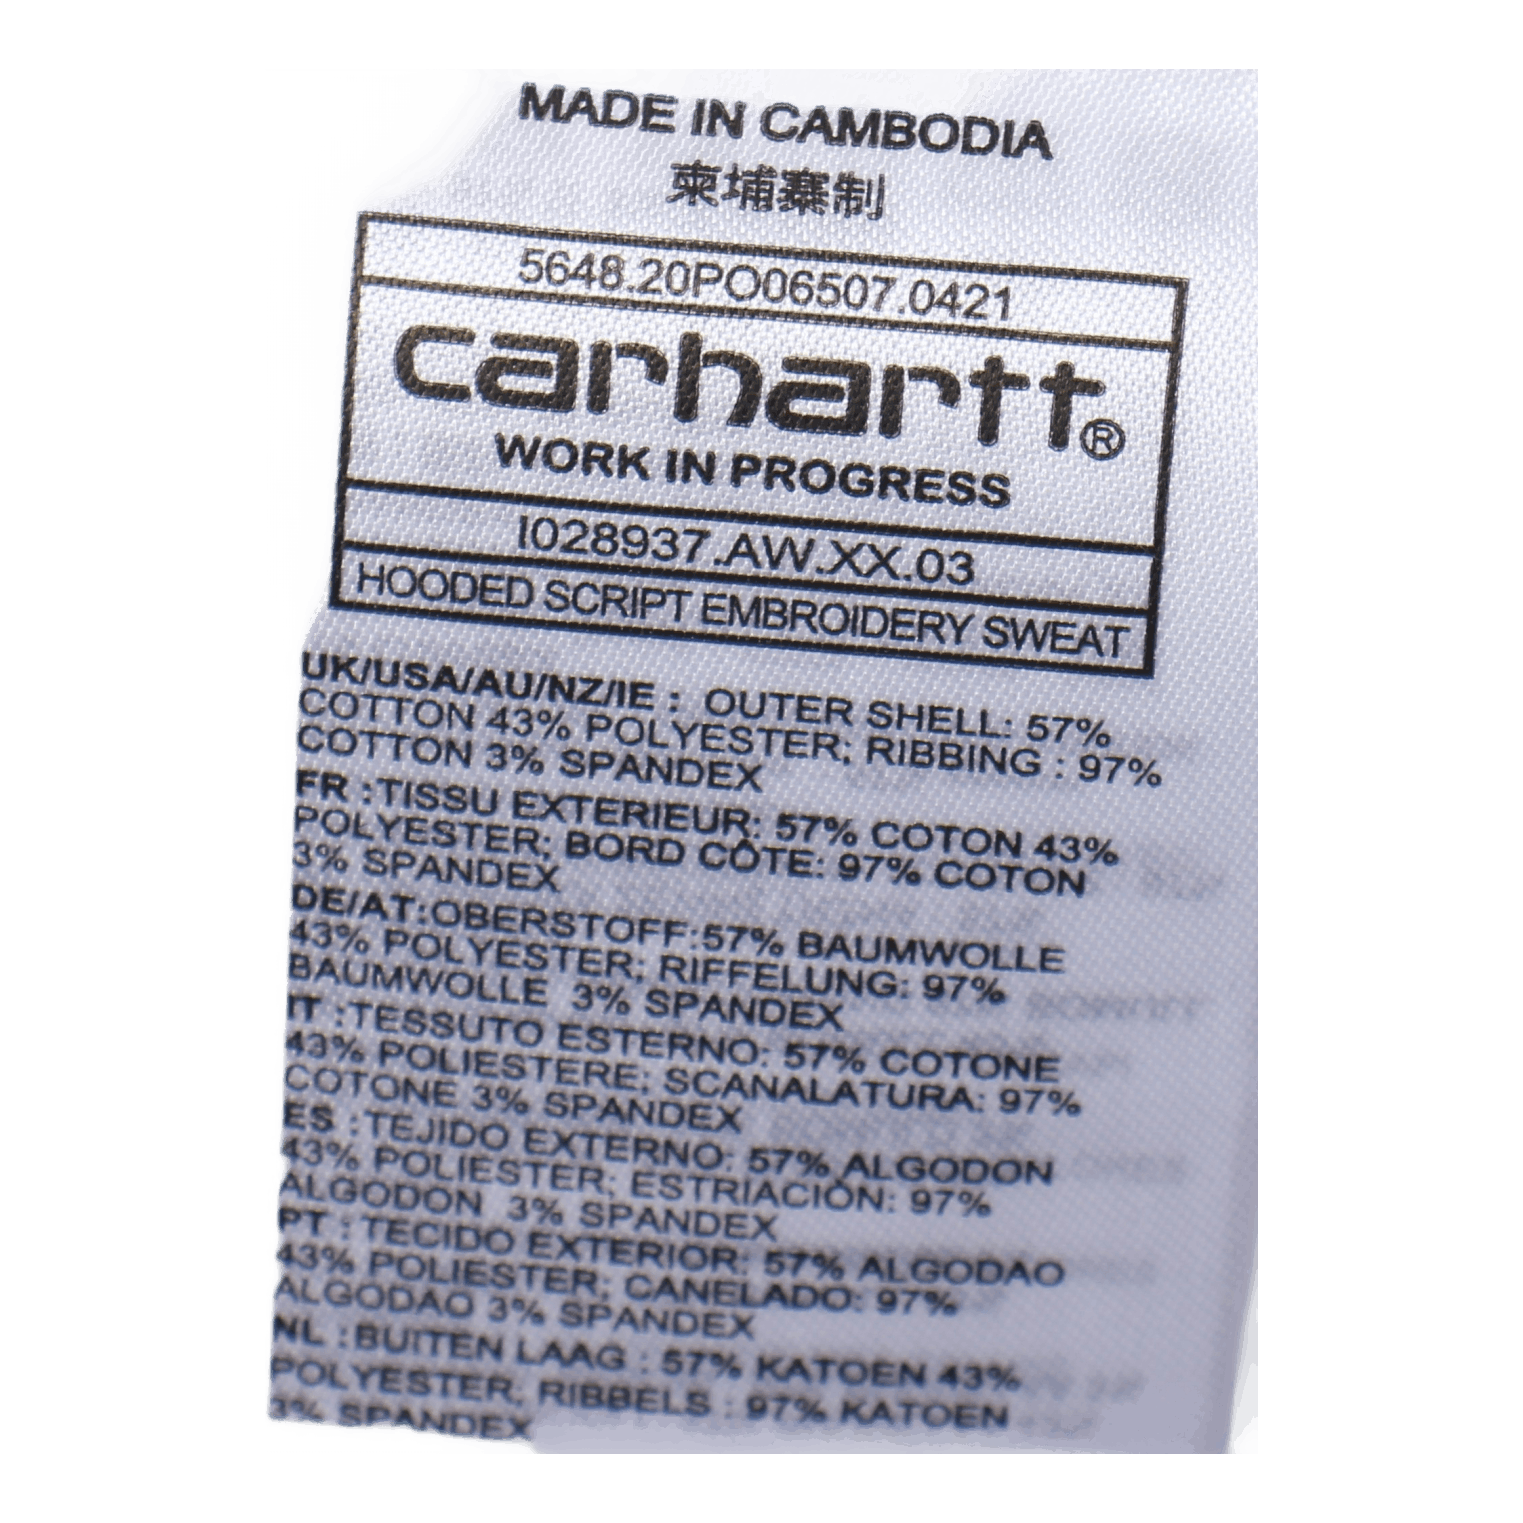 MADE IN CAMBODIA
柬埔寨制
5648.20PO06507.0421
carhartt®
WORK IN PROGRESS
I028937.AW.XX.03
HOODED SCRIPT EMBROIDERY SWEAT
UK/USA/AU/NZ/IE : OUTER SHELL: 57%
COTTON 43% POLYESTER; RIBBING : 97%
COTTON 3% SPANDEX
FR :TISSU EXTERIEUR: 57% COTON 43%
POLYESTER; BORD CÔTE: 97% COTON
3% SPANDEX
DE/AT:OBERSTOFF:57% BAUMWOLLE
43% POLYESTER; RIFFELUNG: 97%
BAUMWOLLE 3% SPANDEX
IT :TESSUTO ESTERNO: 57% COTONE
43% POLIESTERE; SCANALATURA: 97%
COTONE 3% SPANDEX
ES :TEJIDO EXTERNO: 57% ALGODON
43% POLIESTER; ESTRIACIÓN: 97%
ALGODON 3% SPANDEX
PT : TECIDO EXTERIOR: 57% ALGODAO
43% POLIESTER; CANELADO: 97%
ALGODAO 3% SPANDEX
NL :BUITEN LAAG : 57% KATOEN 43%
POLYESTER; RIBBELS : 97% KATOEN
3% SPANDEX